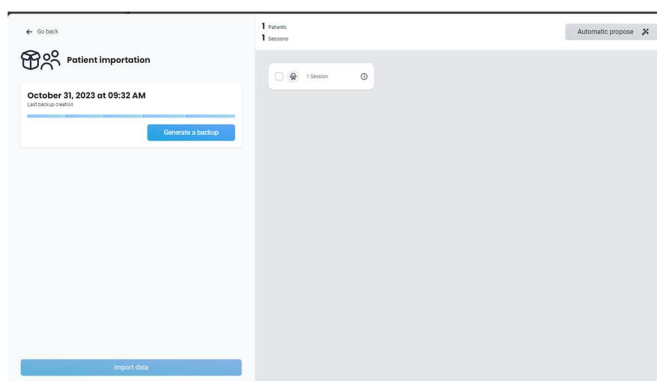 Go back
Patient importation
October 31, 2023 at 09:32 AM
Last backup creation
Generate a backup
Import data
1 Patients
1 Sessions
Automatic propose
1 Session